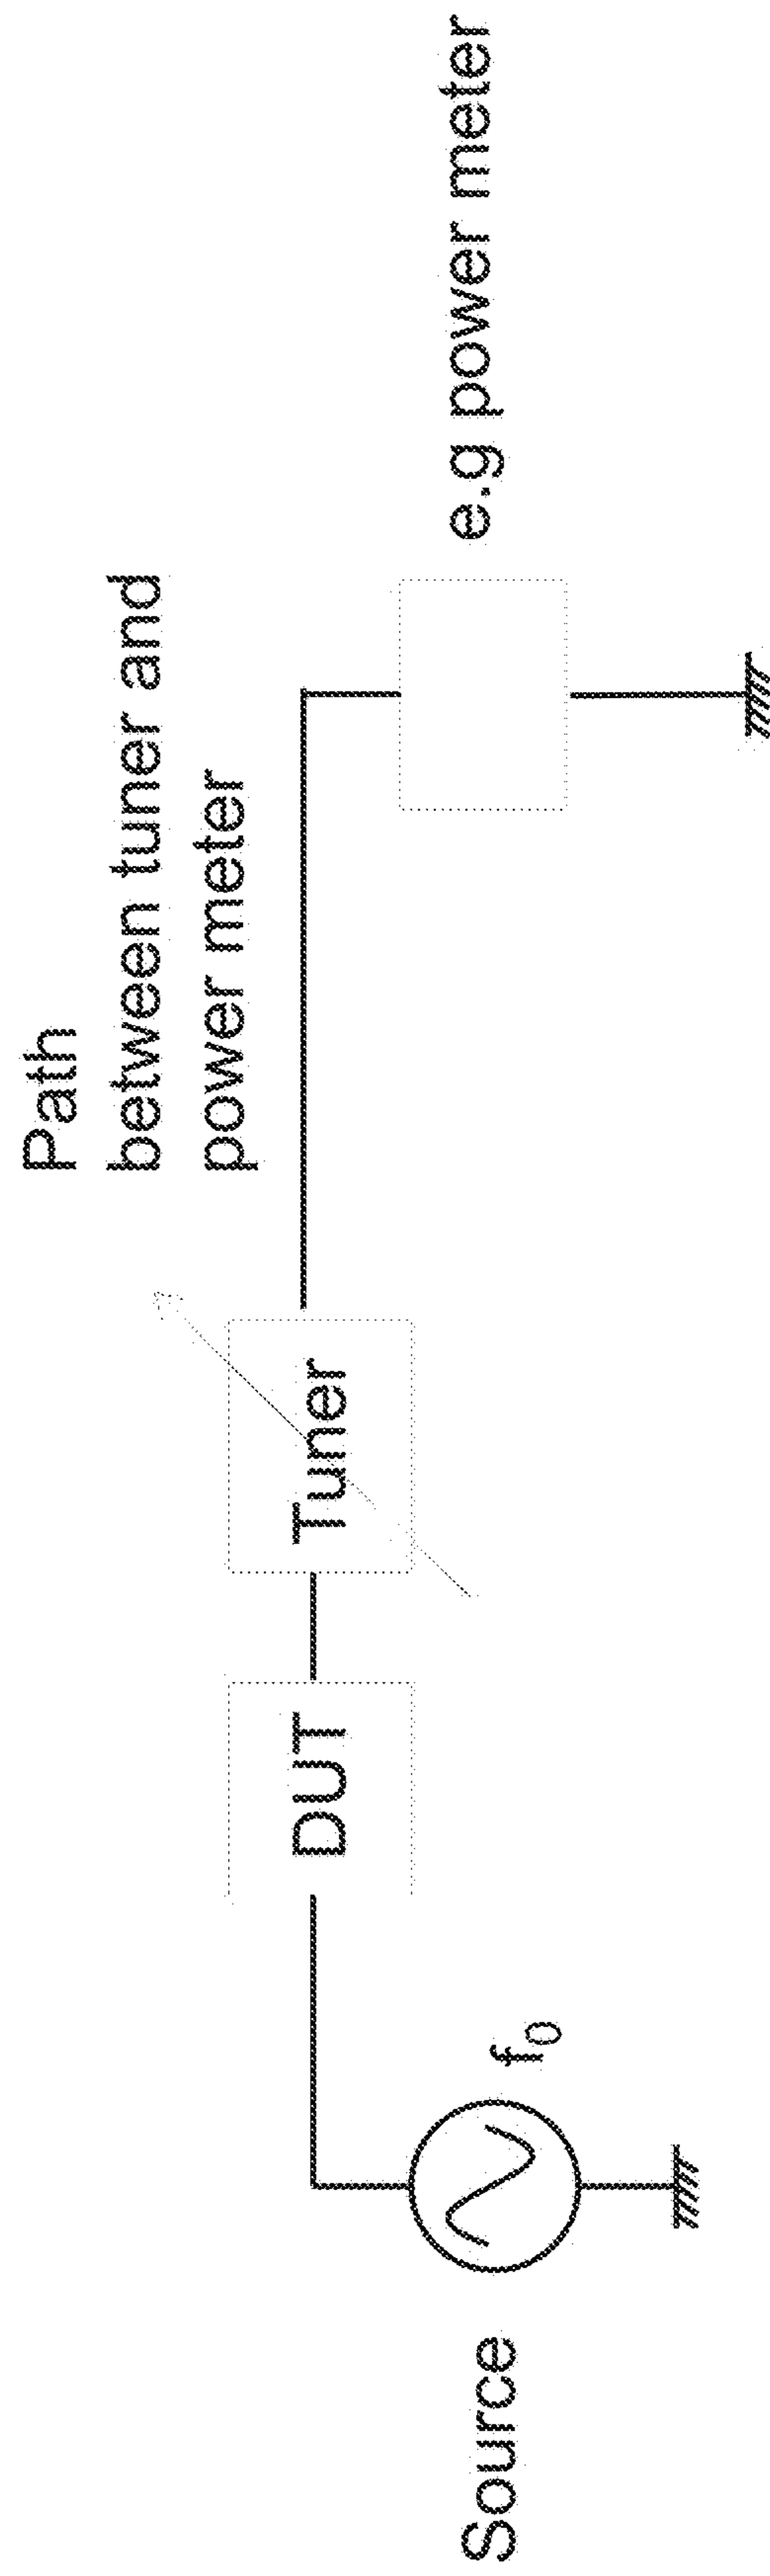 Path
between tuner and
power meter
DUT
Tuner
Source
f0
e.g power meter